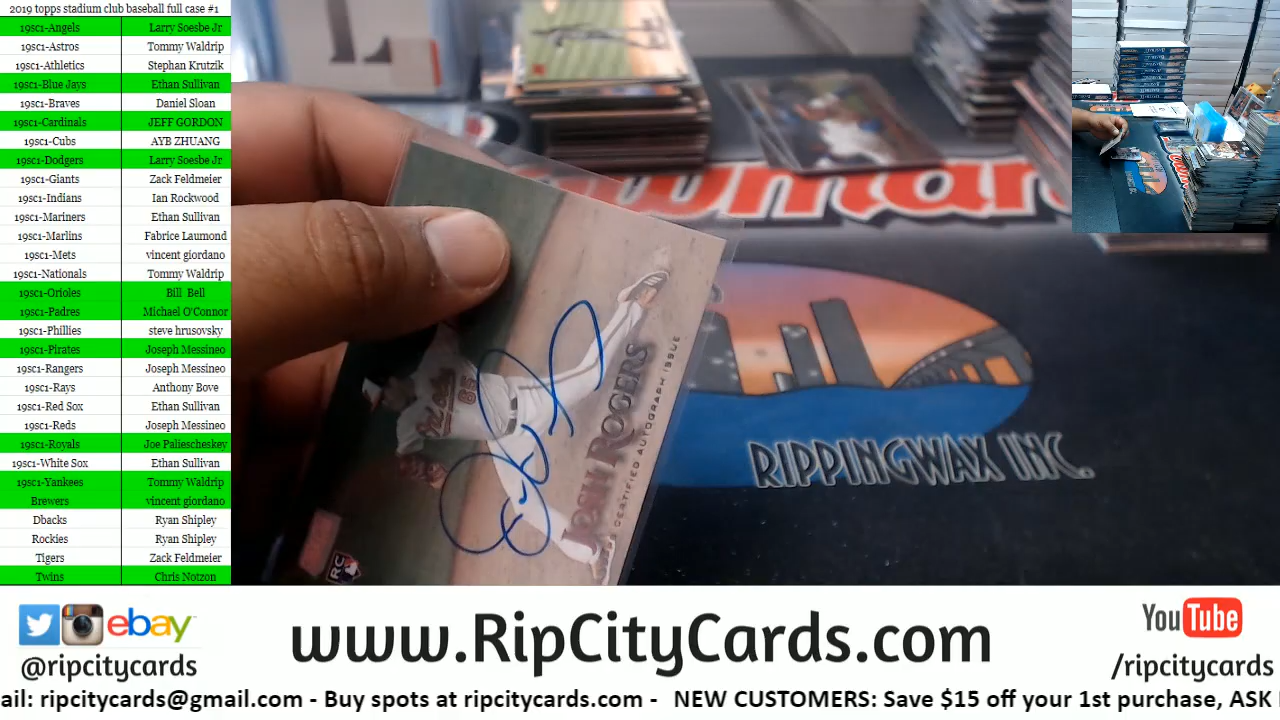 2019 topps stadium club baseball full case #1
19sc1-Angels Larry Soesbe Jr
19sc1-Astros Tommy Waldrip
19sc1-Athletics Stephan Krutzik
19sc1-Blue Jays Ethan Sullivan
19sc1-Braves Daniel Sloan
19sc1-Cardinals JEFF GORDON
19sc1-Cubs AYB ZHUANG
19sc1-Dodgers Larry Soesbe Jr
19sc1-Giants Zack Feldmeier
19sc1-Indians Ian Rockwood
19sc1-Mariners Ethan Sullivan
19sc1-Marlins Fabrice Laumond
19sc1-Mets vincent giordano
19sc1-Nationals Tommy Waldrip
19sc1-Orioles Bill Bell
19sc1-Padres Michael O'Connor
19sc1-Phillies steve hrusovsky
19sc1-Pirates Joseph Messineo
19sc1-Rangers Joseph Messineo
19sc1-Rays Anthony Bove
19sc1-Red Sox Ethan Sullivan
19sc1-Reds Joseph Messineo
19sc1-Royals Joe Paliescheskey
19sc1-White Sox Ethan Sullivan
19sc1-Yankees Tommy Waldrip
Brewers vincent giordano
Dbacks Ryan Shipley
Rockies Ryan Shipley
Tigers Zack Feldmeier
Twins Chris Notzon
JOSH ROGERS
CERTIFIED AUTOGRAPH ISSUE
RC
RIPPINGWAX INC.
ebay
@ripcitycards
www.RipCityCards.com
YouTube
/ripcitycards
ail: ripcitycards@gmail.com - Buy spots at ripcitycards.com - NEW CUSTOMERS: Save $15 off your 1st purchase, ASK